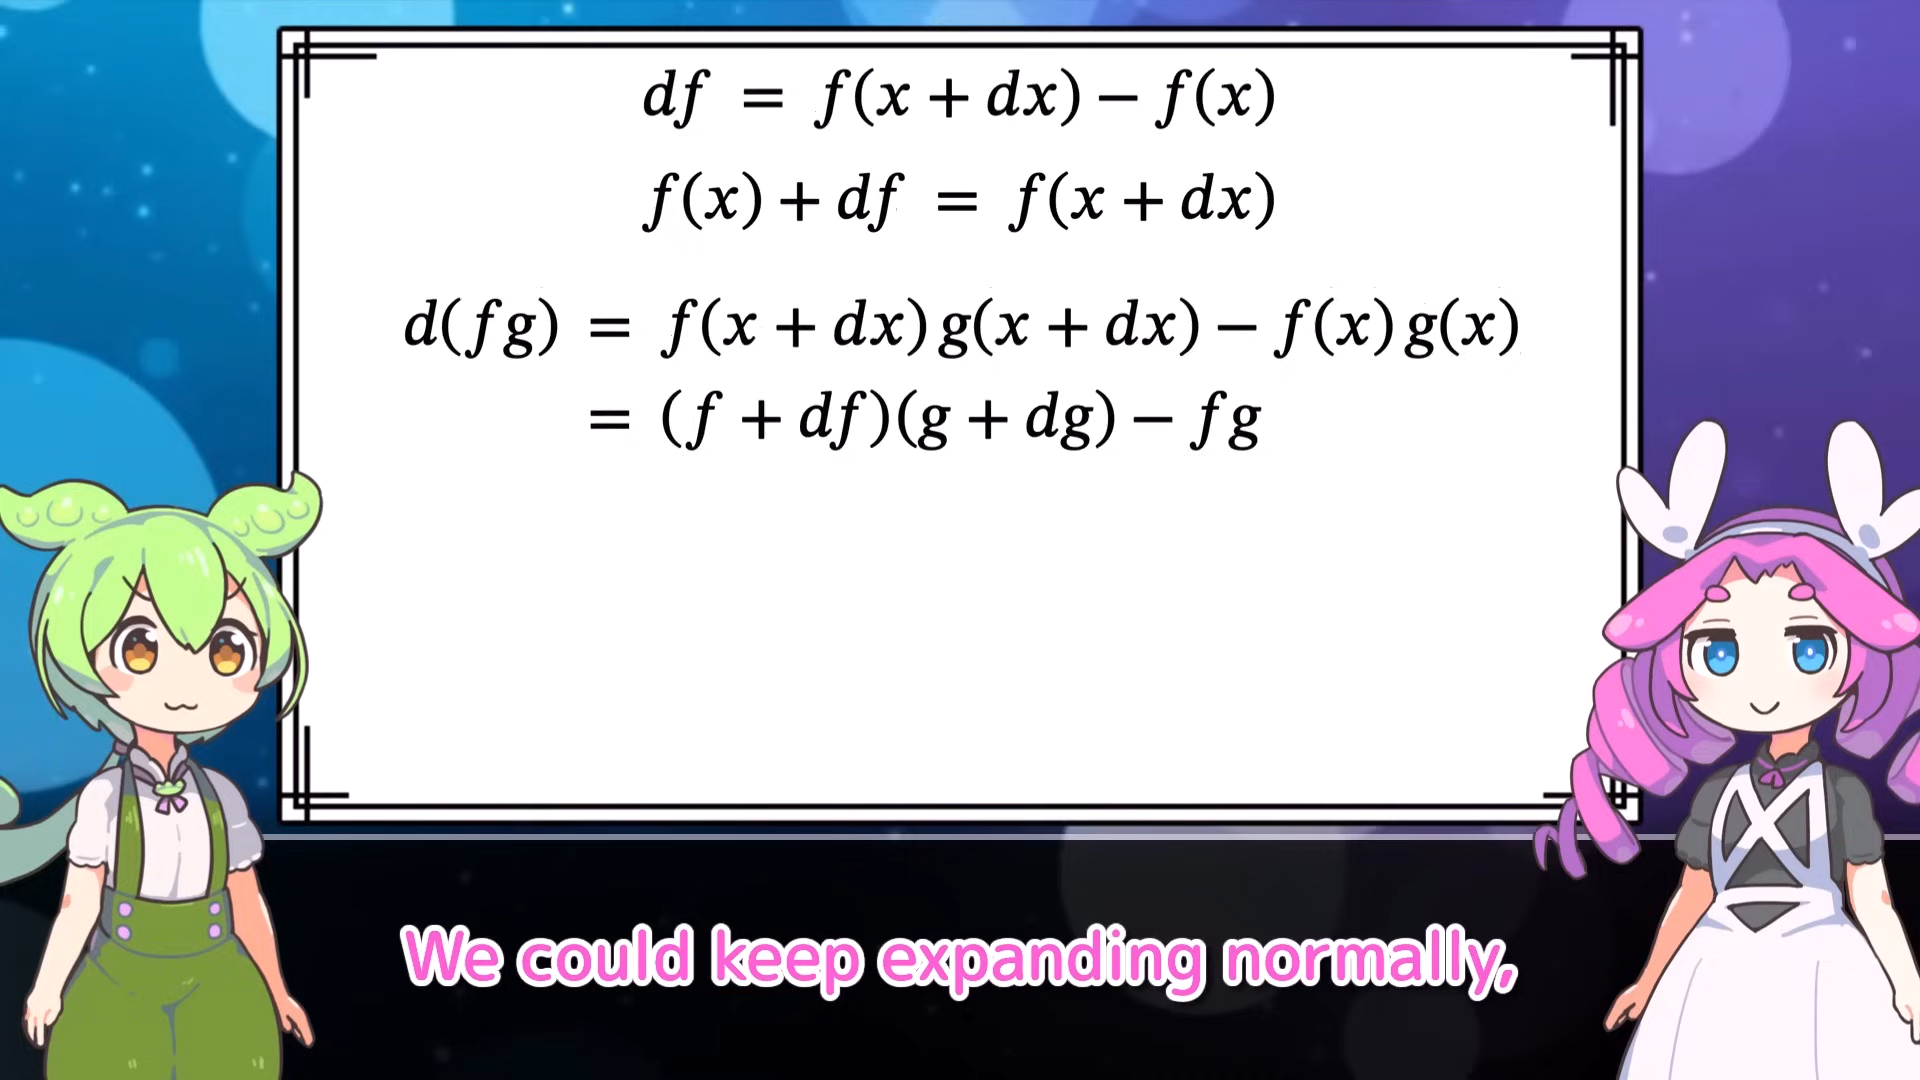 df = f(x + dx) − f(x)
f(x) + df = f(x + dx)
d(fg) = f(x + dx) g(x + dx) − f(x) g(x)
= (f + df)(g + dg) − fg
We could keep expanding normally,